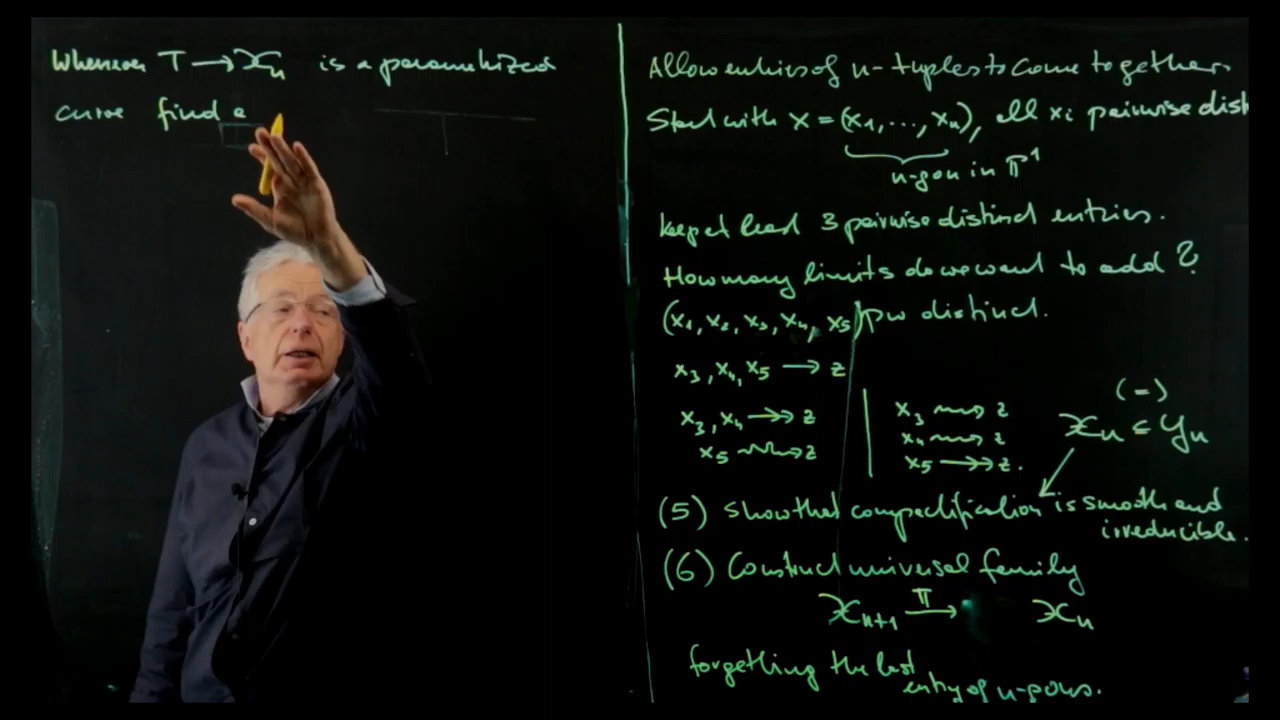 Whenever T → 𝒳ₙ is a parametrized
curve find a
Allow entries of n-tuples to come together.
Start with x = (x₁, ..., xₙ), all xᵢ pairwise dist
n-gon in ℙ¹
Keep at least 3 pairwise distinct entries.
How many limits do we want to add?
(x₁, x₂, x₃, x₄, x₅) pw distinct.
x₃, x₄, x₅ → z
x₃, x₄ ↠ z
x₅ ⇝ z
x₃ ⇝ z
x₄ ⇝ z
x₅ ↠ z.
(=)
𝒳ₙ ⊆ 𝒴ₙ
(5) Show that compactification is smooth and
irreducible.
(6) Construct universal family
𝒳ₙ₊₁ →^π 𝒳ₙ
forgetting the last
entry of n-gons.